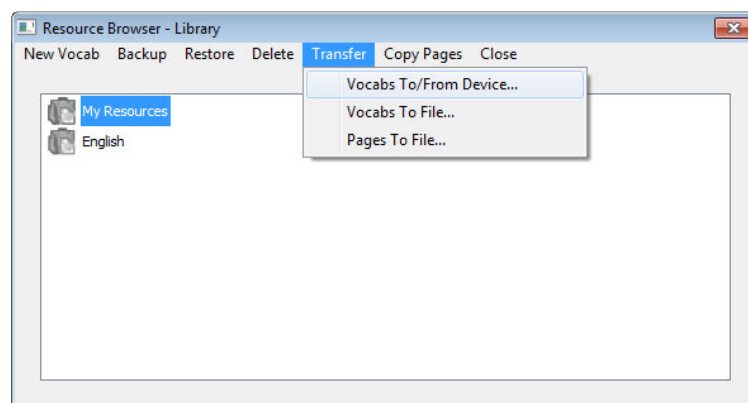 Resource Browser - Library
New Vocab Backup Restore Delete Transfer Copy Pages Close
Vocabs To/From Device...
My Resources
Vocabs To File...
English
Pages To File...